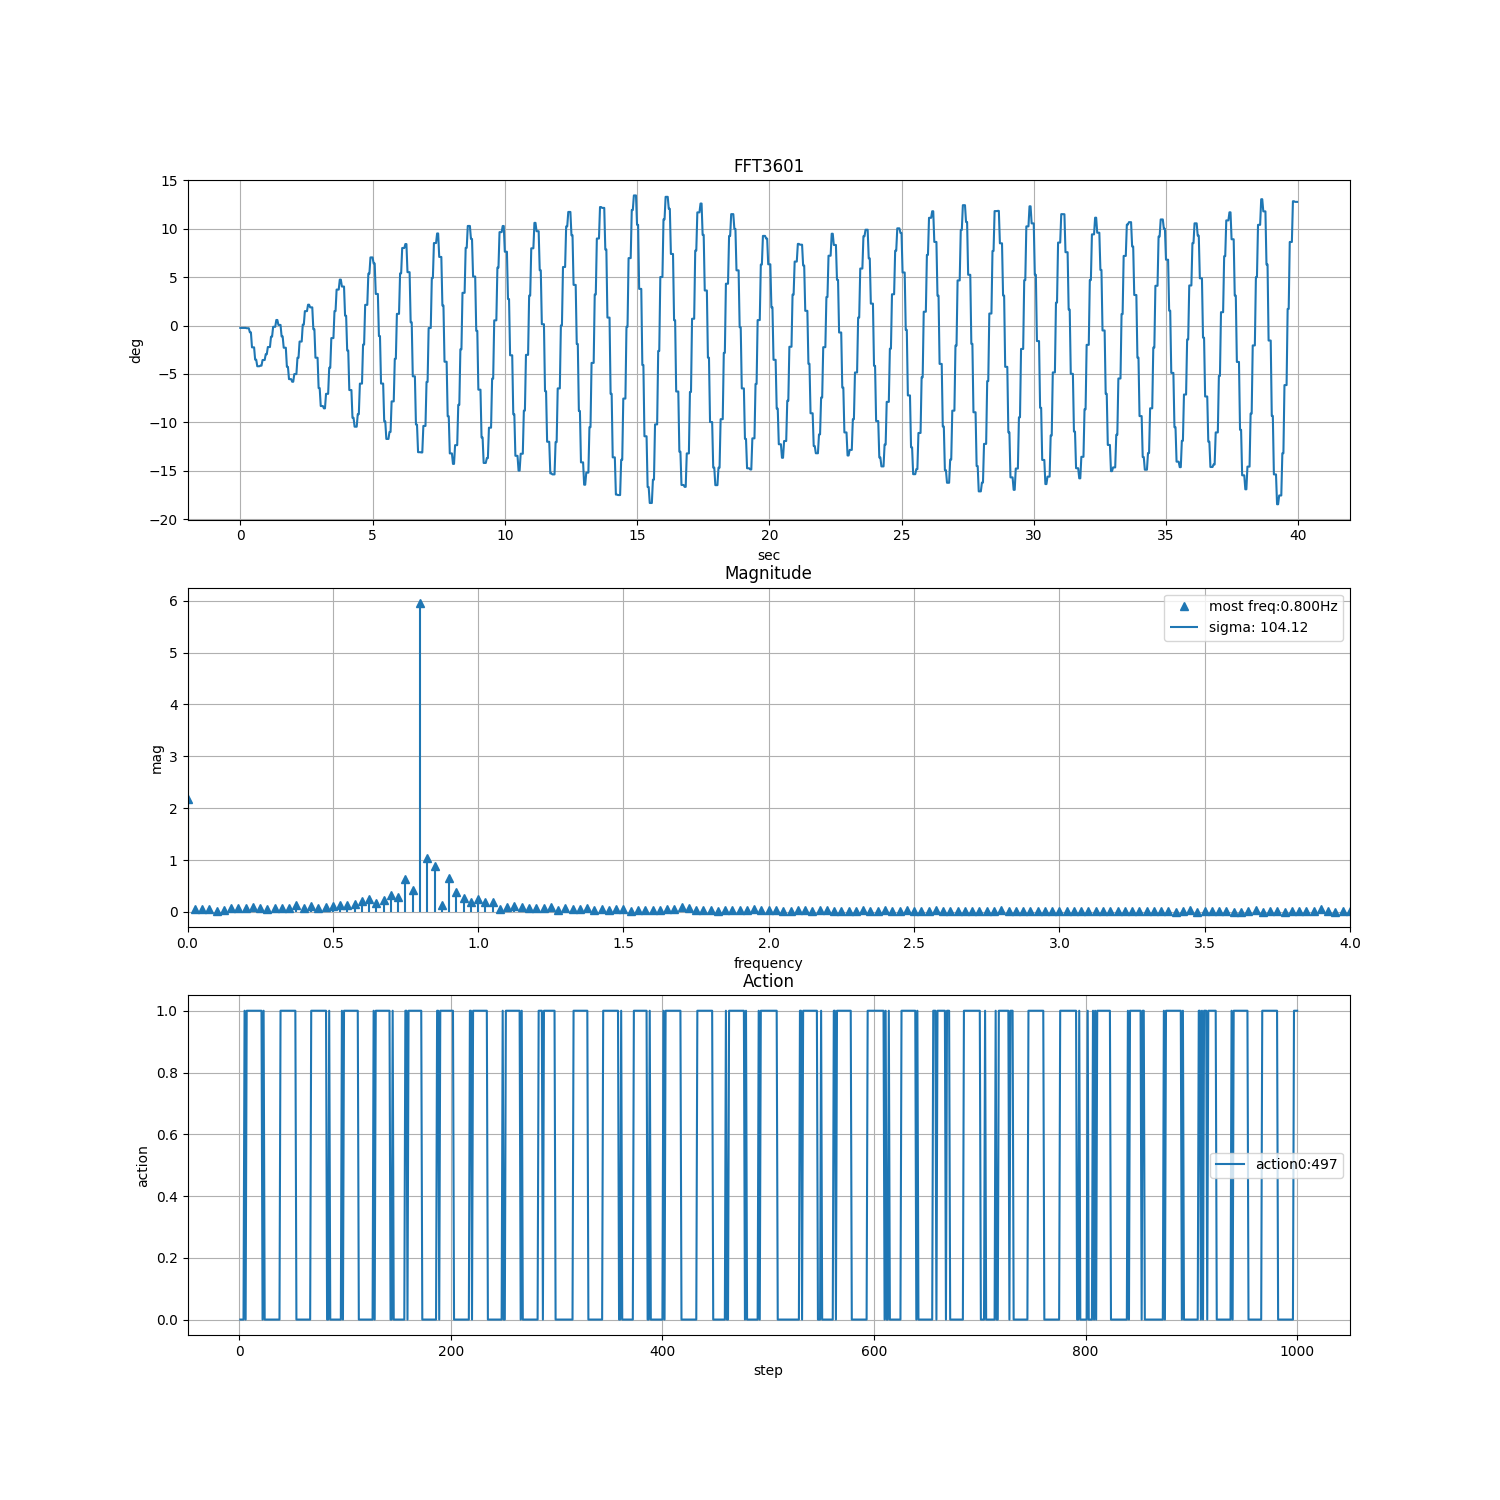 FFT3601
15
10
5
0
−5
−10
−15
−20
deg
0 5 10 15 20 25 30 35 40
sec
Magnitude
6
5
4
3
2
1
0
mag
most freq:0.800Hz
sigma: 104.12
0.0 0.5 1.0 1.5 2.0 2.5 3.0 3.5 4.0
frequency
Action
1.0
0.8
0.6
0.4
0.2
0.0
action
action0:497
0 200 400 600 800 1000
step